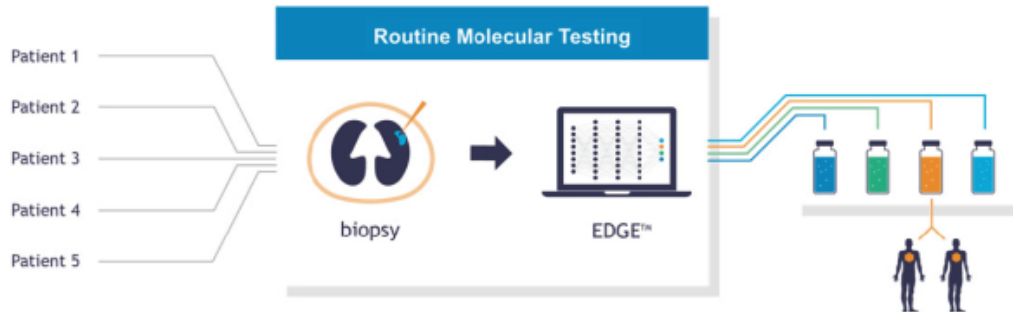 Routine Molecular Testing
Patient 1
Patient 2
Patient 3
Patient 4
Patient 5
biopsy
EDGE™